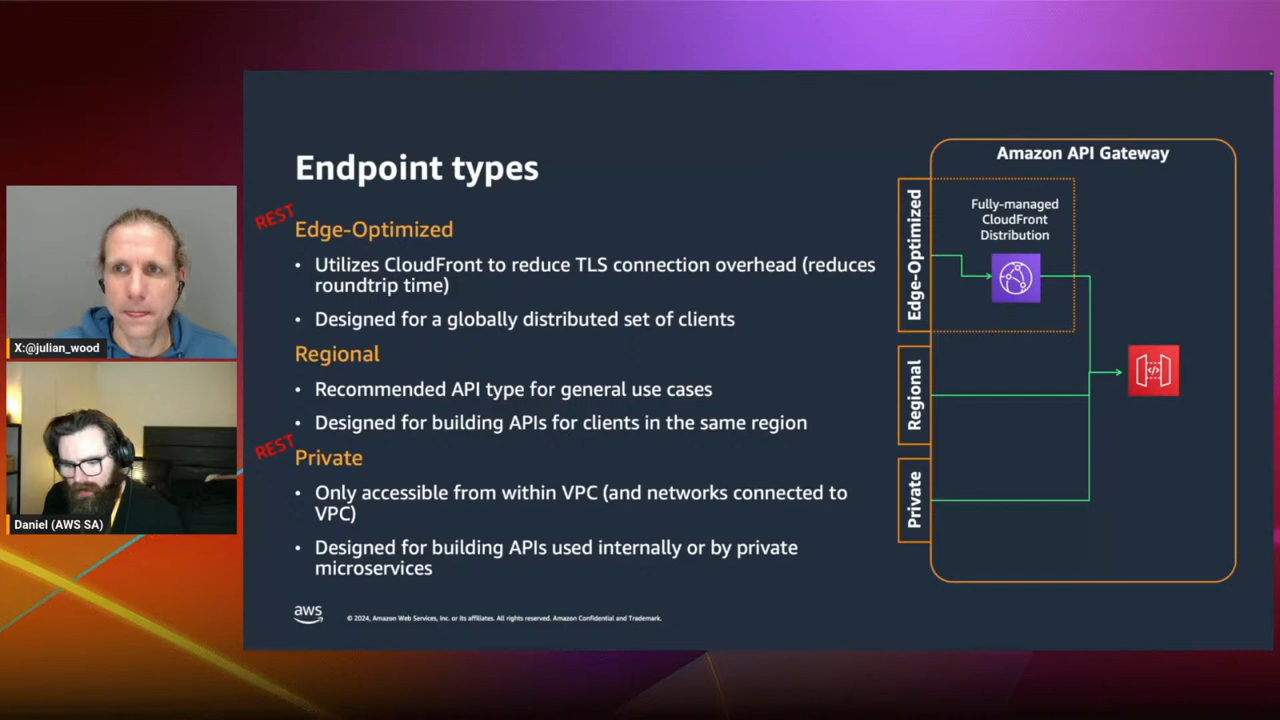 Endpoint types
REST
Edge-Optimized
• Utilizes CloudFront to reduce TLS connection overhead (reduces
roundtrip time)
• Designed for a globally distributed set of clients
Regional
• Recommended API type for general use cases
• Designed for building APIs for clients in the same region
REST
Private
• Only accessible from within VPC (and networks connected to
VPC)
• Designed for building APIs used internally or by private
microservices
Amazon API Gateway
Edge-Optimized
Fully-managed
CloudFront
Distribution
Regional
Private
aws
© 2024, Amazon Web Services, Inc. or its affiliates. All rights reserved. Amazon Confidential and Trademark.
X:@julian_wood
Daniel (AWS SA)